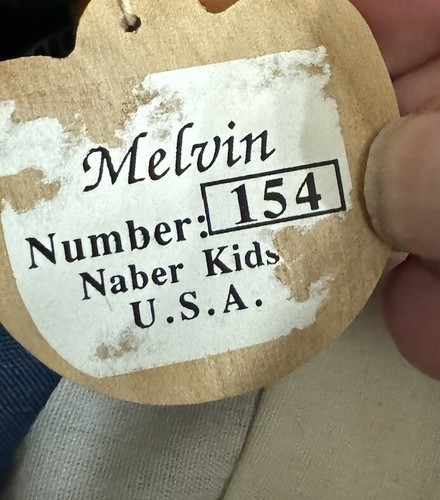 Melvin
Number: 154
Naber Kids
U.S.A.